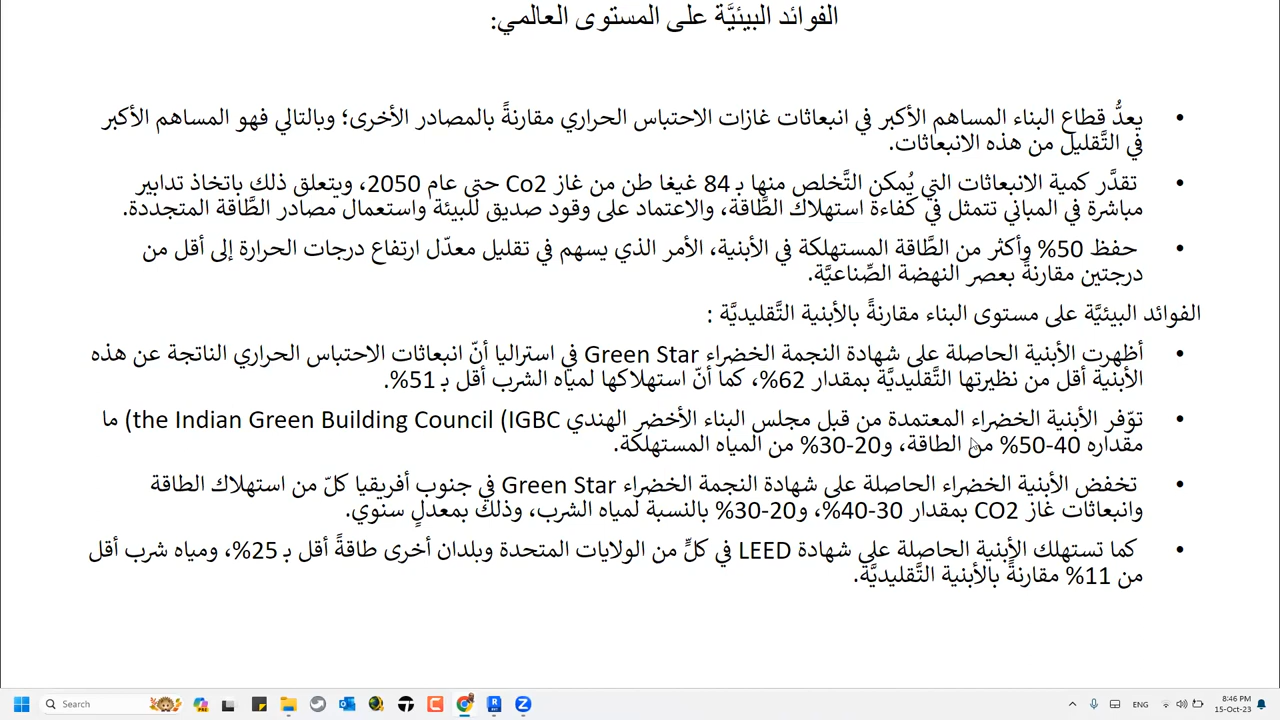 الفوائد البيئيَّة على المستوى العالمي:
• يعدُّ قطاع البناء المساهم الأكبر في انبعاثات غازات الاحتباس الحراري مقارنةً بالمصادر الأخرى؛ وبالتالي فهو المساهم الأكبر
في التَّقليل من هذه الانبعاثات.
• تقدَّر كمية الانبعاثات التي يُمكن التَّخلص منها بـ 84 غيغا طن من غاز Co2 حتى عام 2050، ويتعلق ذلك باتخاذ تدابير
مباشرة في المباني تتمثل في كفاءة استهلاك الطَّاقة، والاعتماد على وقود صديق للبيئة واستعمال مصادر الطَّاقة المتجددة.
• حفظ 50% وأكثر من الطَّاقة المستهلكة في الأبنية، الأمر الذي يسهم في تقليل معدّل ارتفاع درجات الحرارة إلى أقل من
درجتين مقارنةً بعصر النهضة الصِّناعيَّة.
الفوائد البيئيَّة على مستوى البناء مقارنةً بالأبنية التَّقليديَّة :
• أظهرت الأبنية الحاصلة على شهادة النجمة الخضراء Green Star في استراليا أنّ انبعاثات الاحتباس الحراري الناتجة عن هذه
الأبنية أقل من نظيرتها التَّقليديَّة بمقدار 62%، كما أنّ استهلاكها لمياه الشرب أقل بـ 51%.
• توّفر الأبنية الخضراء المعتمدة من قبل مجلس البناء الأخضر الهندي the Indian Green Building Council (IGBC) ما
مقداره 40-50% من الطاقة، و20-30% من المياه المستهلكة.
• تخفض الأبنية الخضراء الحاصلة على شهادة النجمة الخضراء Green Star في جنوب أفريقيا كلّ من استهلاك الطاقة
وانبعاثات غاز CO2 بمقدار 30-40%، و20-30% بالنسبة لمياه الشرب، وذلك بمعدلٍ سنوي.
• كما تستهلك الأبنية الحاصلة على شهادة LEED في كلٍّ من الولايات المتحدة وبلدان أخرى طاقةً أقل بـ 25%، ومياه شرب أقل
من 11% مقارنةً بالأبنية التَّقليديَّة.
Search
ENG
8:46 PM
15-Oct-23